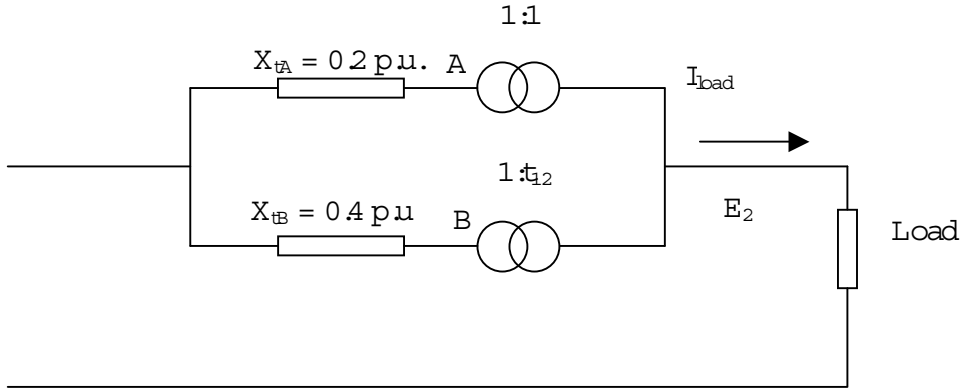 1:1
XtA = 0.2 p.u. A
Iload
1:t12
XtB = 0.4 p.u B
E2
Load